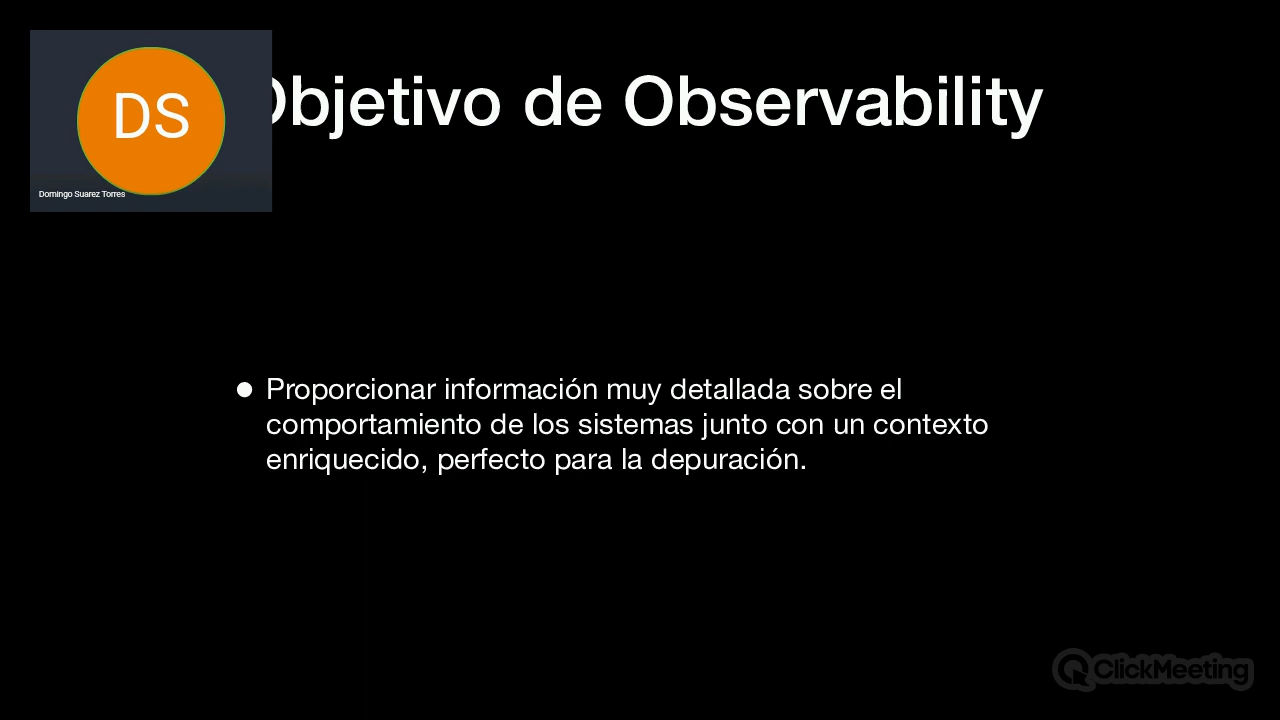 DS
Domingo Suarez Torres
Objetivo de Observability
● Proporcionar información muy detallada sobre el
comportamiento de los sistemas junto con un contexto
enriquecido, perfecto para la depuración.
ClickMeeting